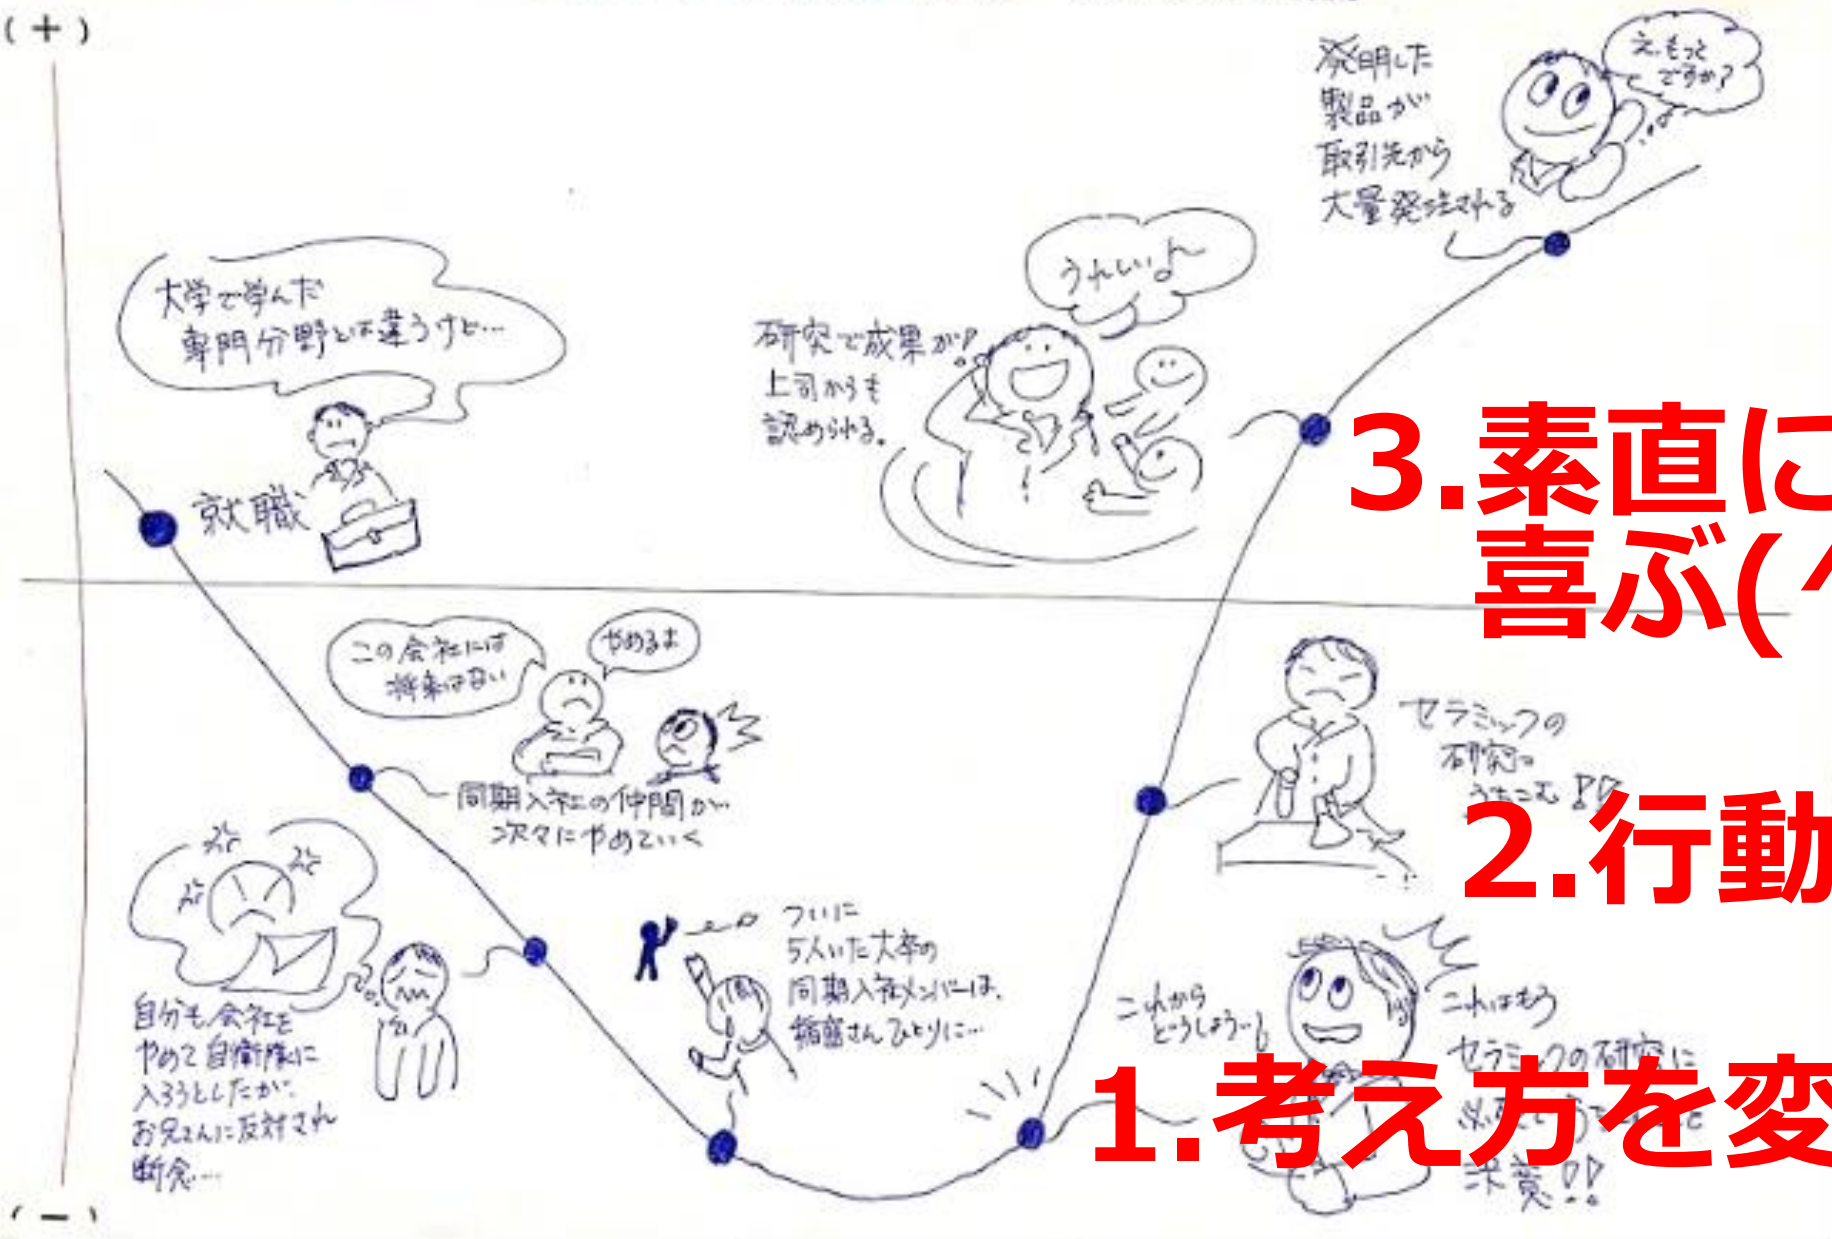 (+)
発明した
製品が
取引先から
大量発注される
え、もっと
ですか?
大学で学んだ
専門分野とは違うけど…
就職
うれしい♪
研究で成果が!
上司からも
認められる。
3.素直に
喜ぶ(^
この会社には
将来はない
やめるよ
同期入社の仲間が…
次々にやめていく
セラミックの
研究に
うちこむ!!
2.行動
自分も会社を
やめて自衛隊に
入ろうとしたが、
お兄さんに反対され
断念…
ついに
5人いた大卒の
同期入社メンバーは、
稲盛さんひとりに…
これから
どうしよう…
これはもう
セラミックの研究に
1.考え方を変
決意!!
(-)